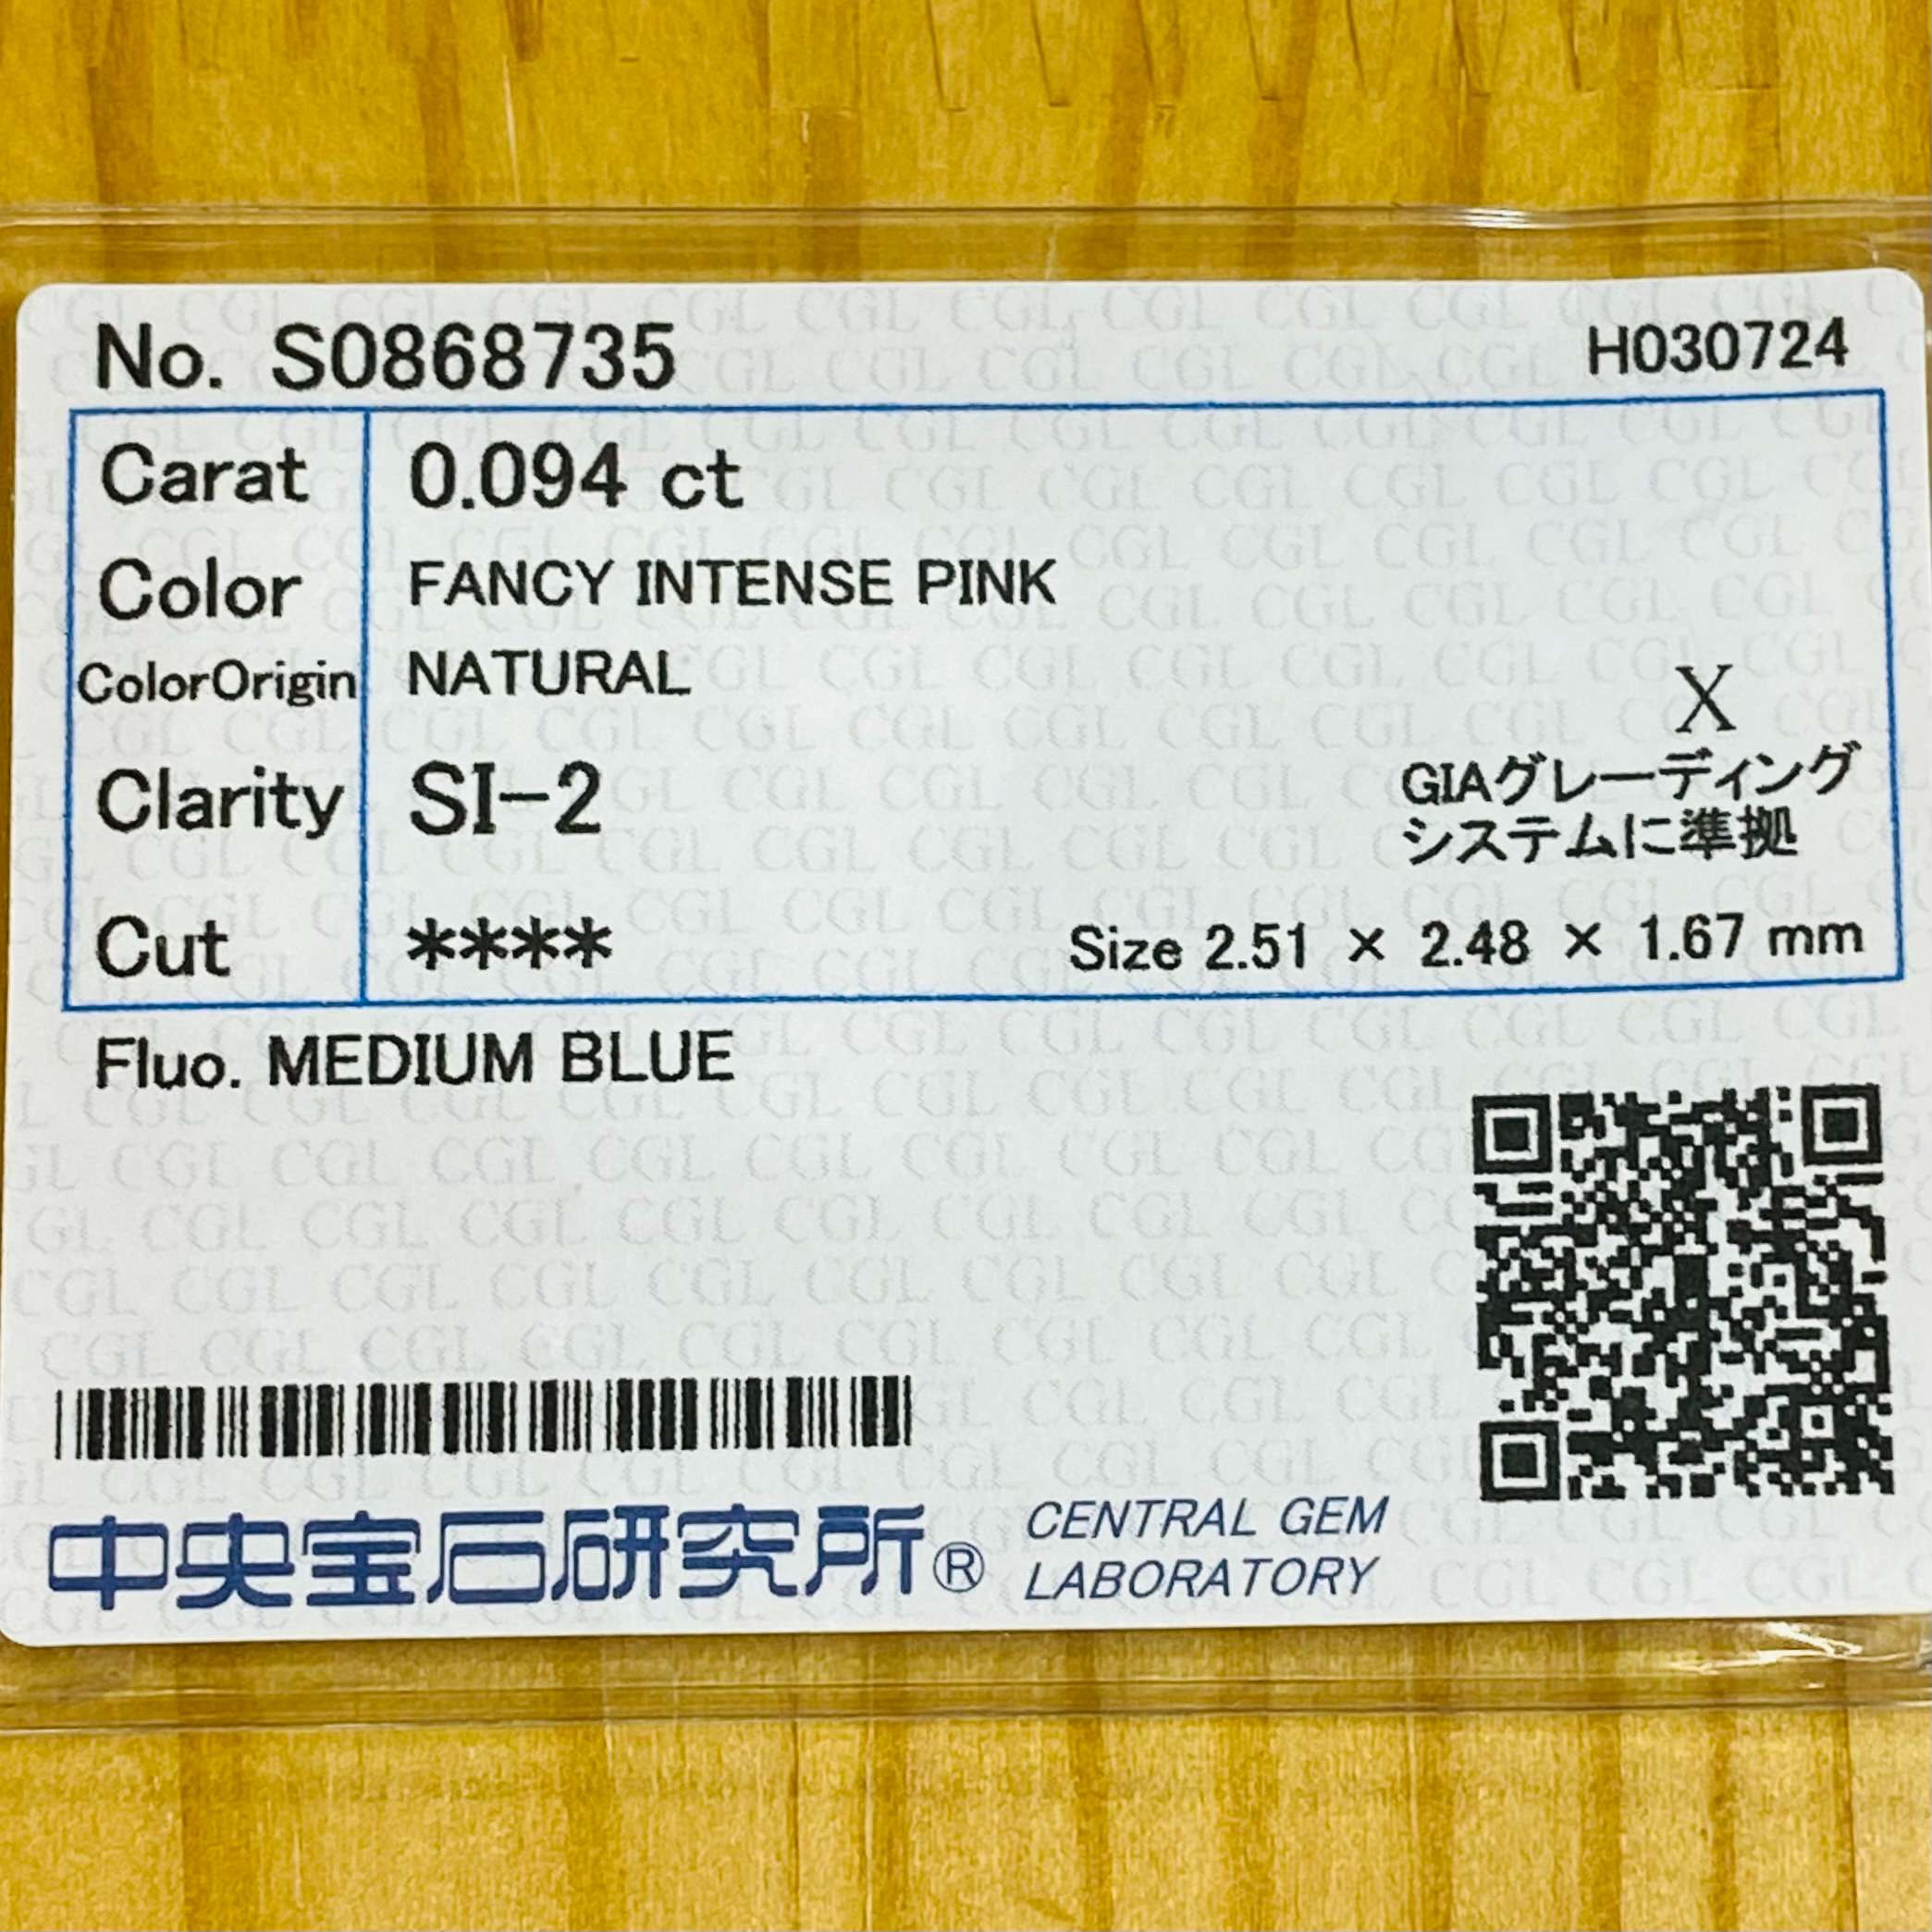 No. S0868735 H030724
Carat 0.094 ct
Color FANCY INTENSE PINK
ColorOrigin NATURAL
X
Clarity SI-2
GIAグレーディング
システムに準拠
Cut **** Size 2.51 × 2.48 × 1.67 mm
Fluo. MEDIUM BLUE
中央宝石研究所® CENTRAL GEM
LABORATORY